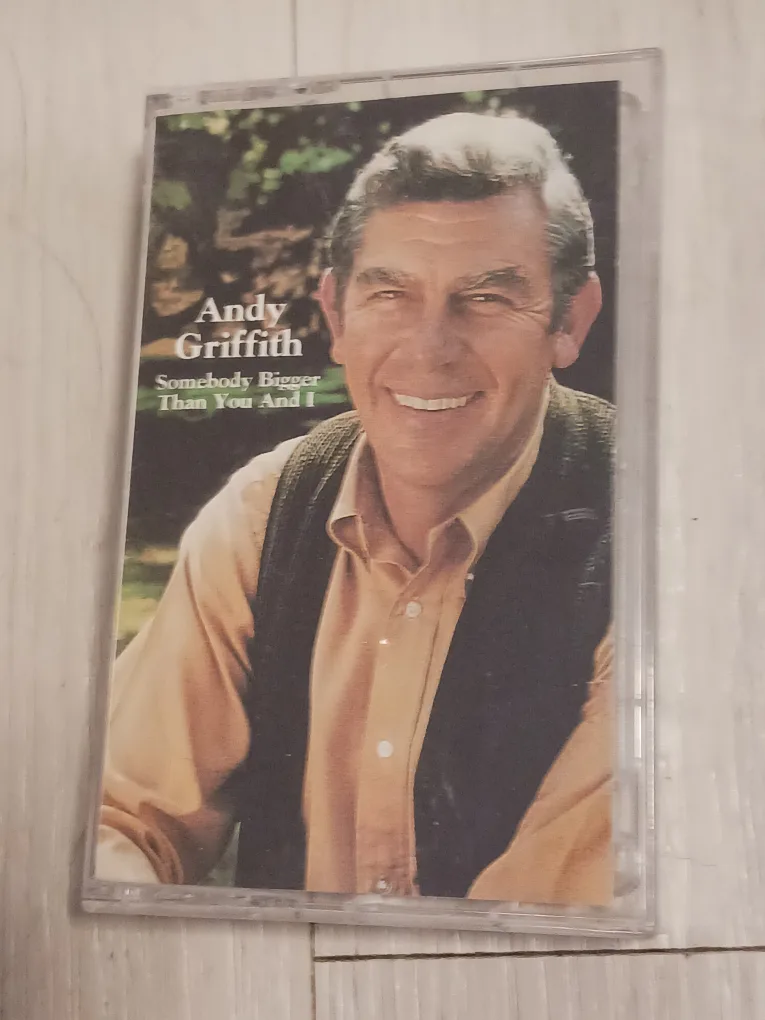 Andy
Griffith
Somebody Bigger
Than You And I